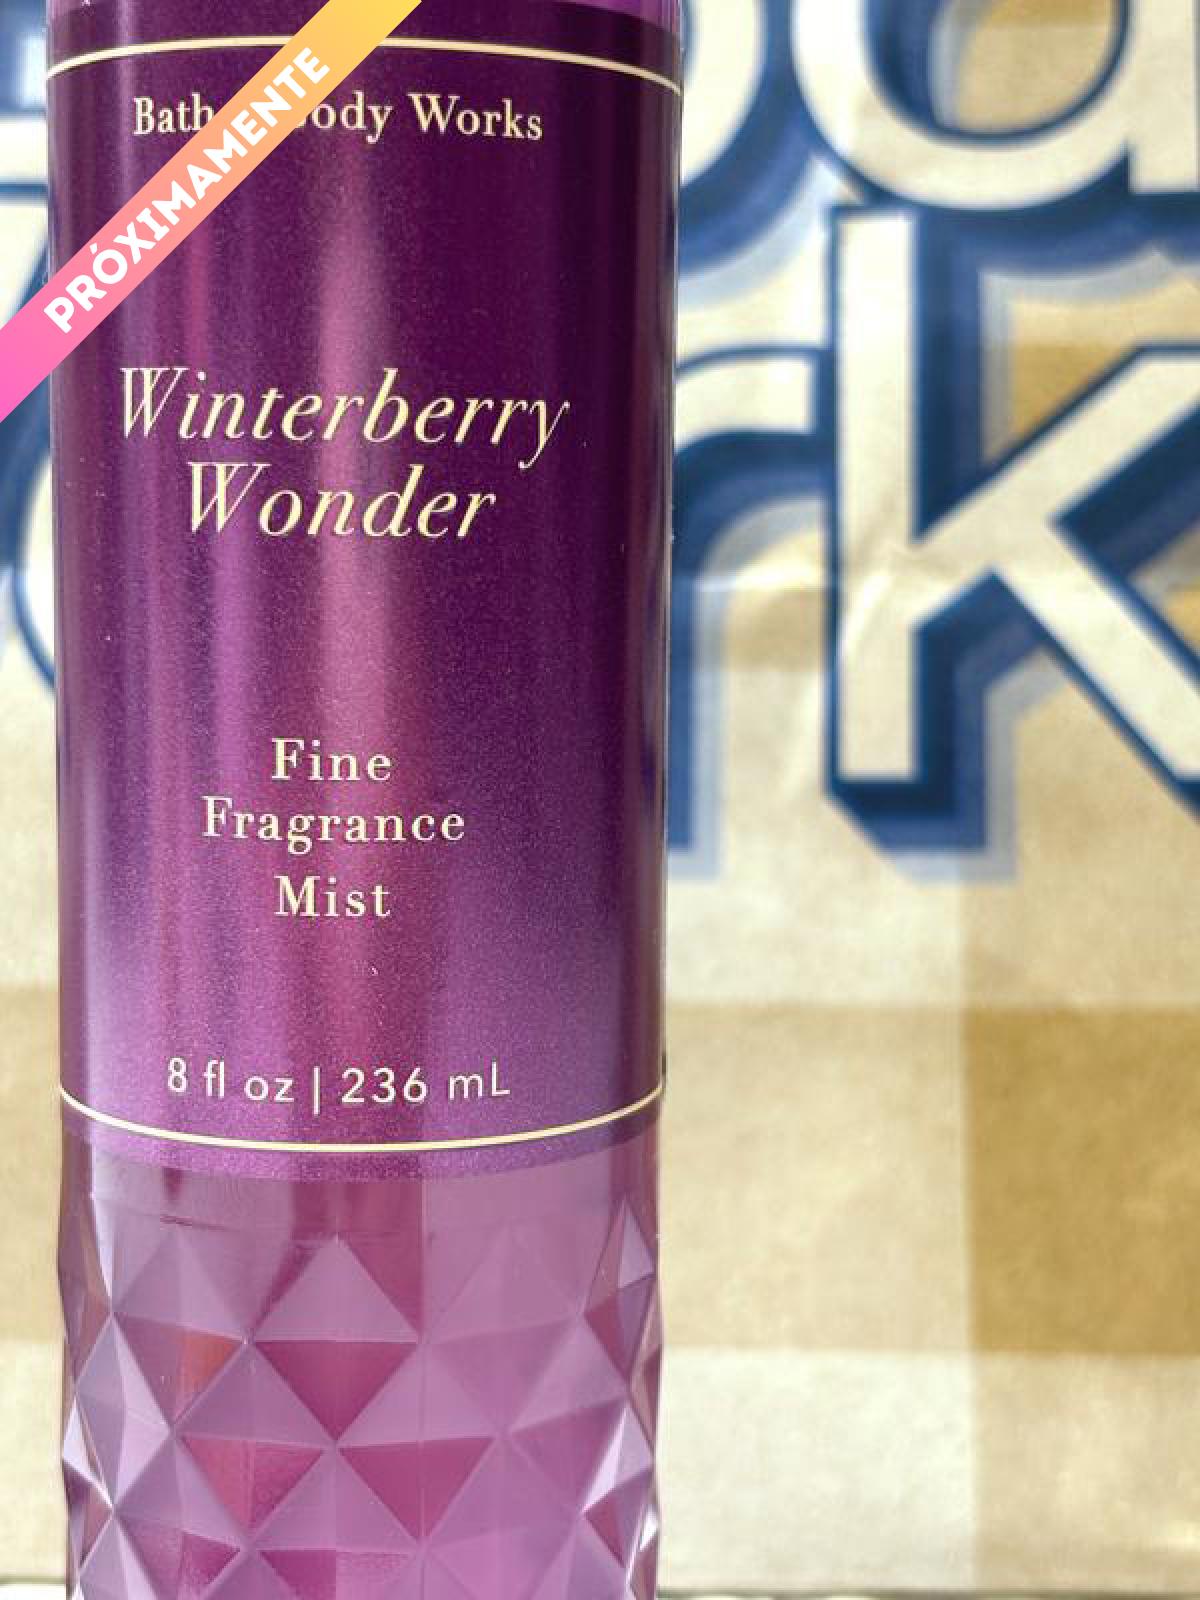 PRÓXIMAMENTE
Bath Body Works
Winterberry
Wonder
Fine
Fragrance
Mist
8 fl oz | 236 mL